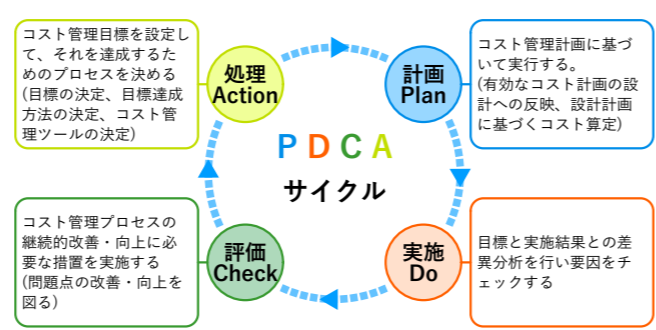 コスト管理目標を設定し
て、それを達成するた
めのプロセスを決める
(目標の決定、目標達成
方法の決定、コスト管
理ツールの決定)
処理
Action
計画
Plan
コスト管理計画に基づ
いて実行する。
(有効なコスト計画の設
計への反映、設計計画
に基づくコスト算定)
PDCA
サイクル
コスト管理プロセスの
継続的改善・向上に必
要な措置を実施する
(問題点の改善・向上を
図る)
評価
Check
実施
Do
目標と実施結果との差
異分析を行い要因をチ
ェックする